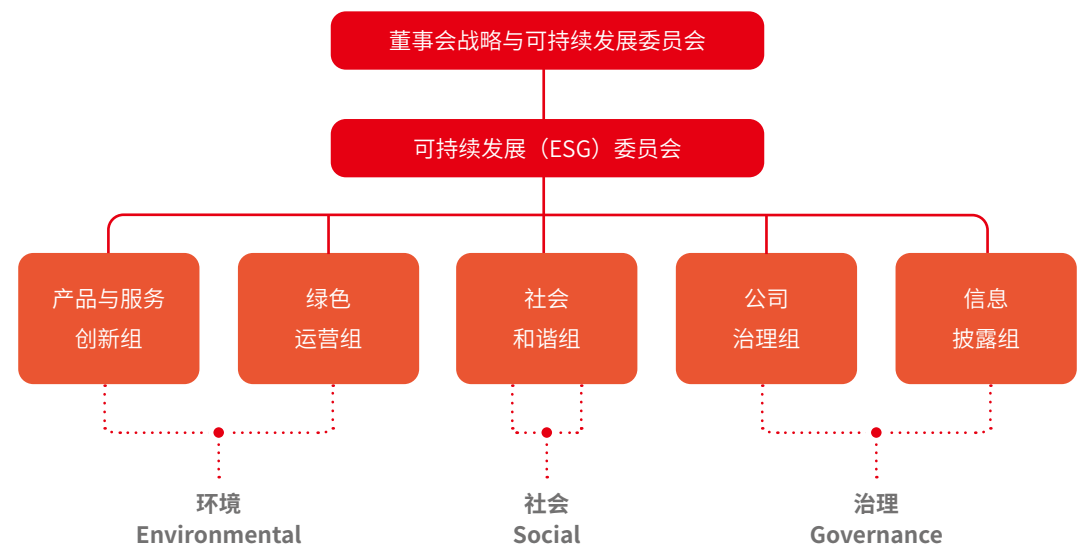 董事会战略与可持续发展委员会
可持续发展（ESG）委员会
产品与服务
创新组
绿色
运营组
社会
和谐组
公司
治理组
信息
披露组
环境
Environmental
社会
Social
治理
Governance